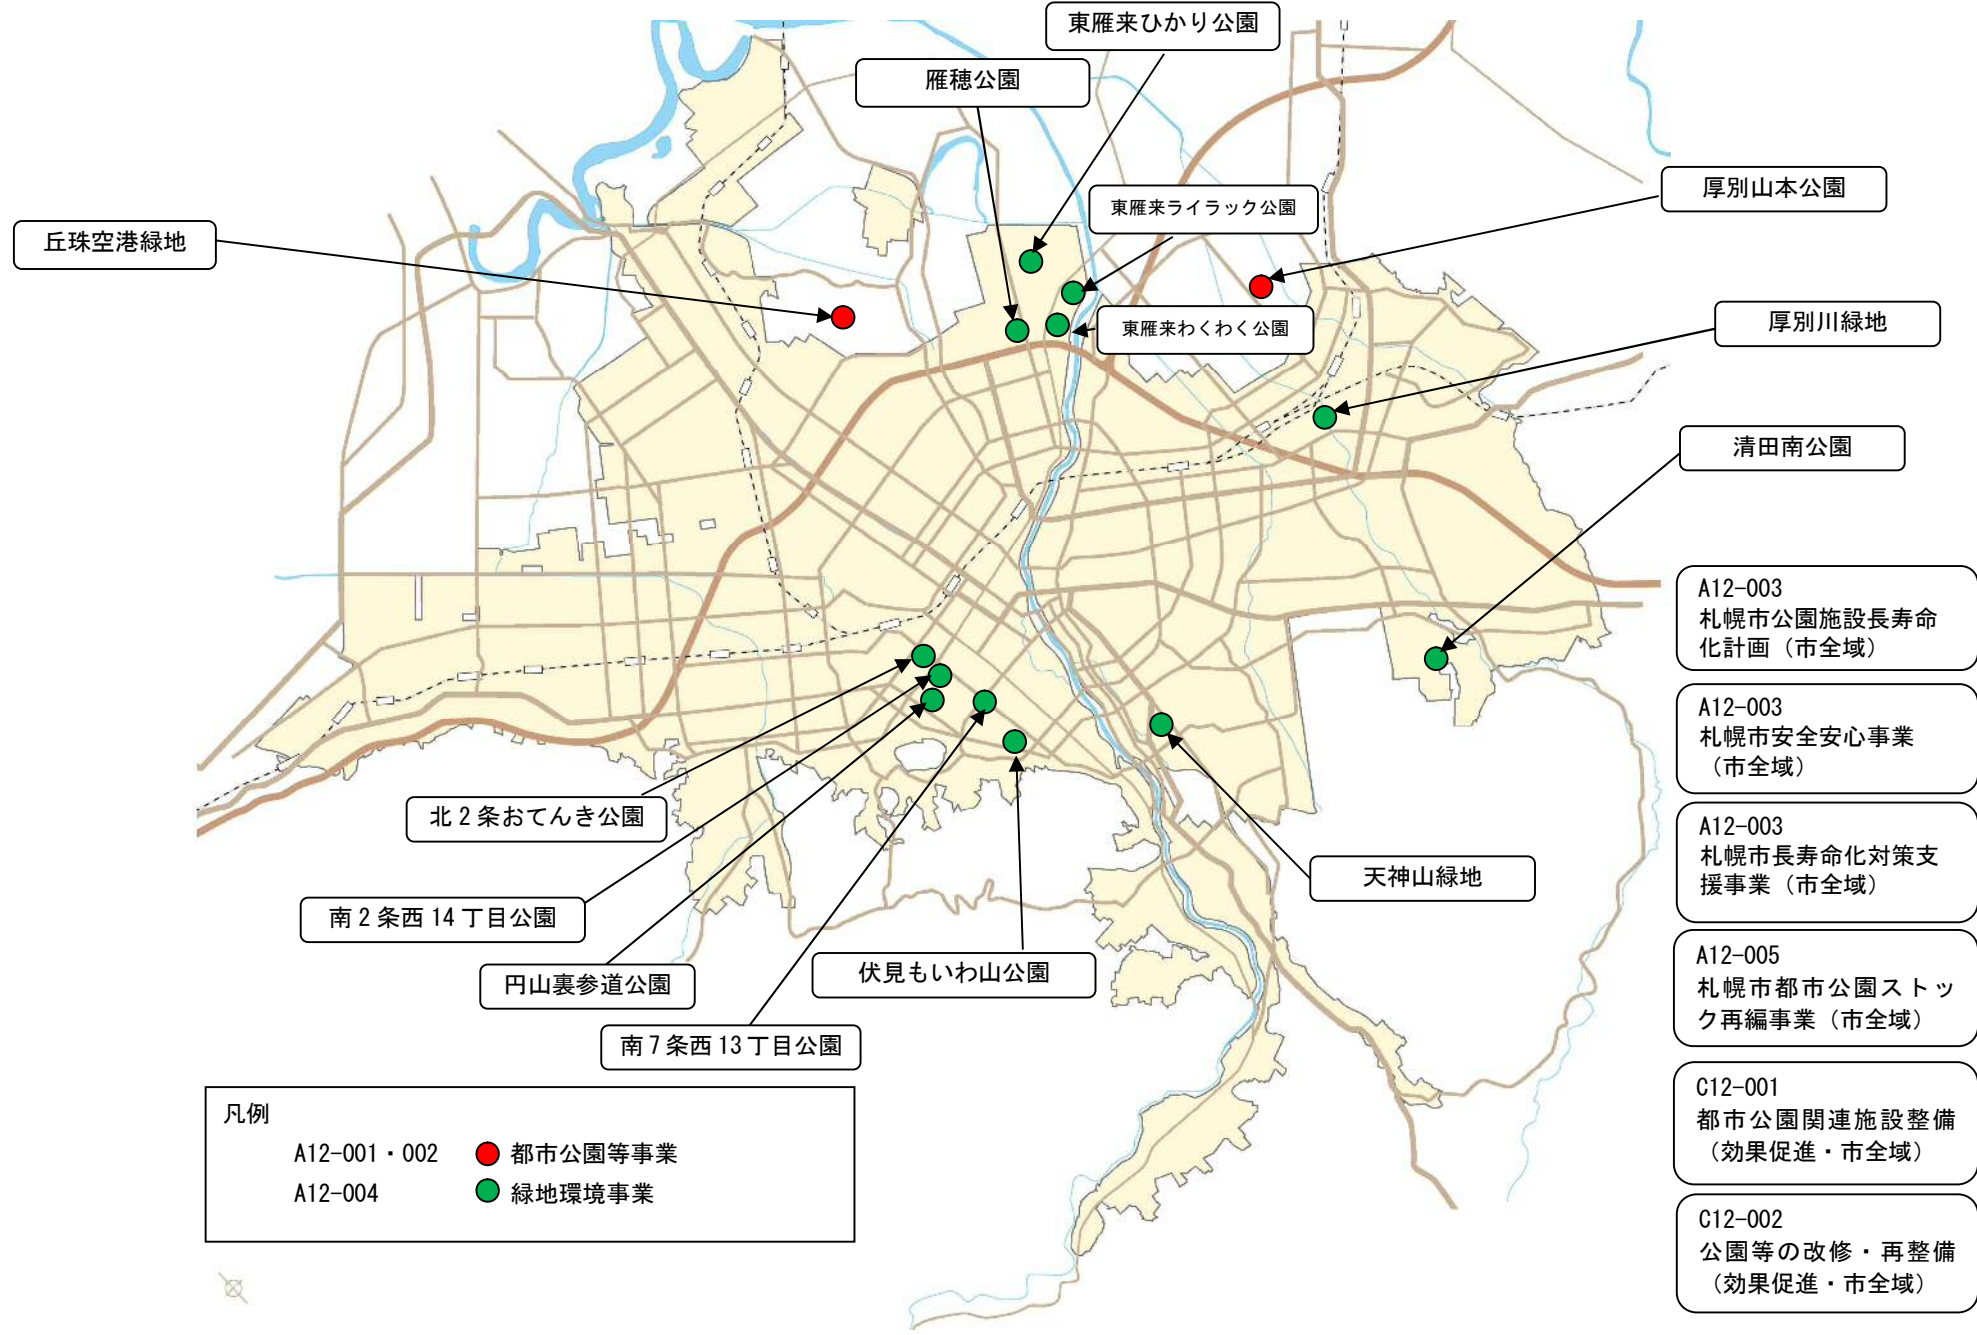 東雁来ひかり公園
雁穂公園
厚別山本公園
東雁来ライラック公園
丘珠空港緑地
東雁来わくわく公園
厚別川緑地
清田南公園
A12-003
札幌市公園施設長寿命
化計画（市全域）
A12-003
札幌市安全安心事業
（市全域）
A12-003
札幌市長寿命化対策支
援事業（市全域）
A12-005
札幌市都市公園ストッ
ク再編事業（市全域）
C12-001
都市公園関連施設整備
（効果促進・市全域）
C12-002
公園等の改修・再整備
（効果促進・市全域）
北２条おてんき公園
天神山緑地
南２条西14丁目公園
円山裏参道公園
伏見もいわ山公園
南７条西13丁目公園
凡例
A12-001・002 都市公園等事業
A12-004 緑地環境事業